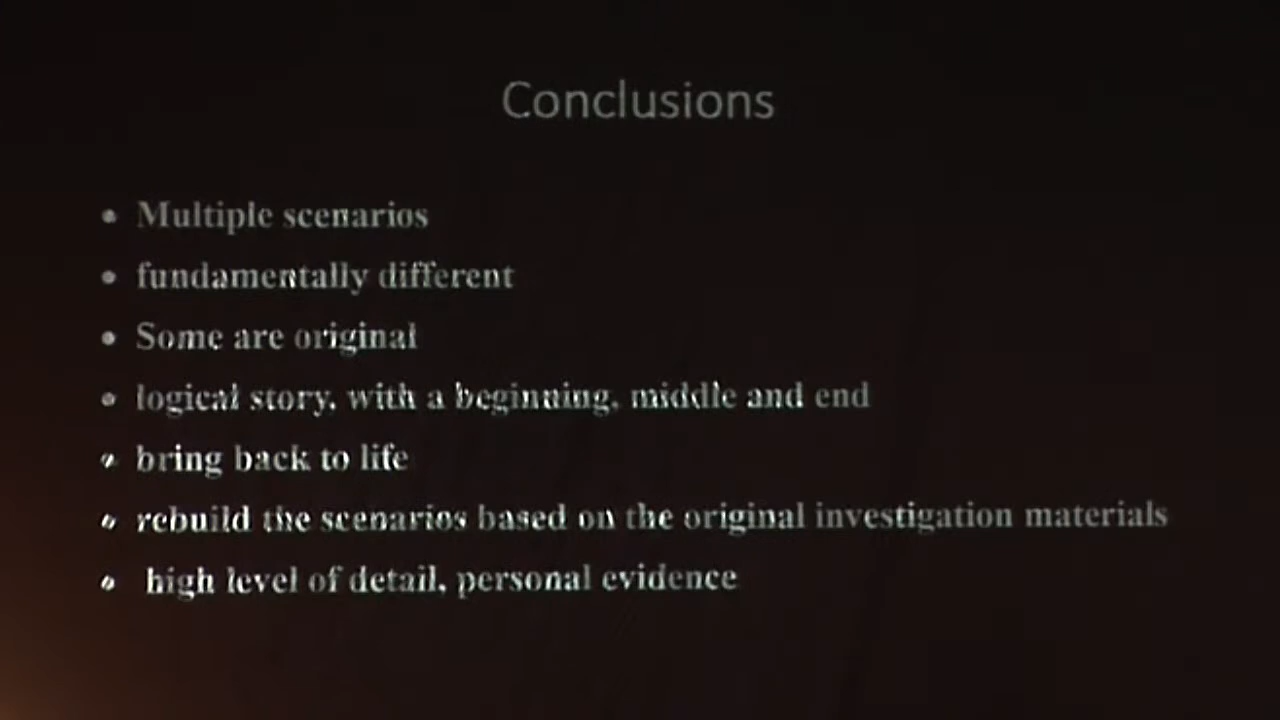 Conclusions
• Multiple scenarios
• fundamentally different
• Some are original
• logical story, with a beginning, middle and end
• bring back to life
• rebuild the scenarios based on the original investigation materials
• high level of detail, personal evidence